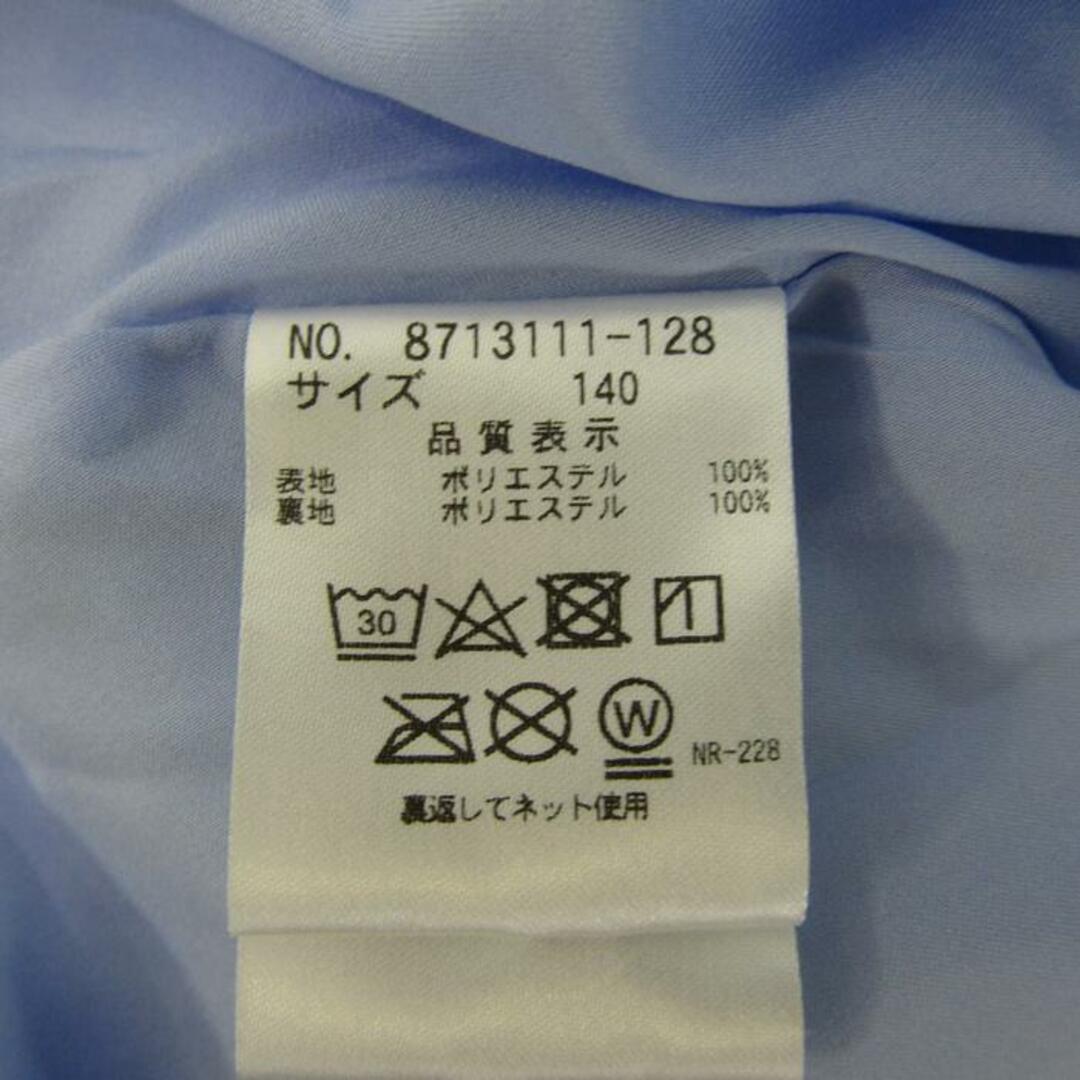 NO. 8713111-128
サイズ 140
品質表示
表地 ポリエステル 100%
裏地 ポリエステル 100%
30
W
NR-228
裏返してネット使用